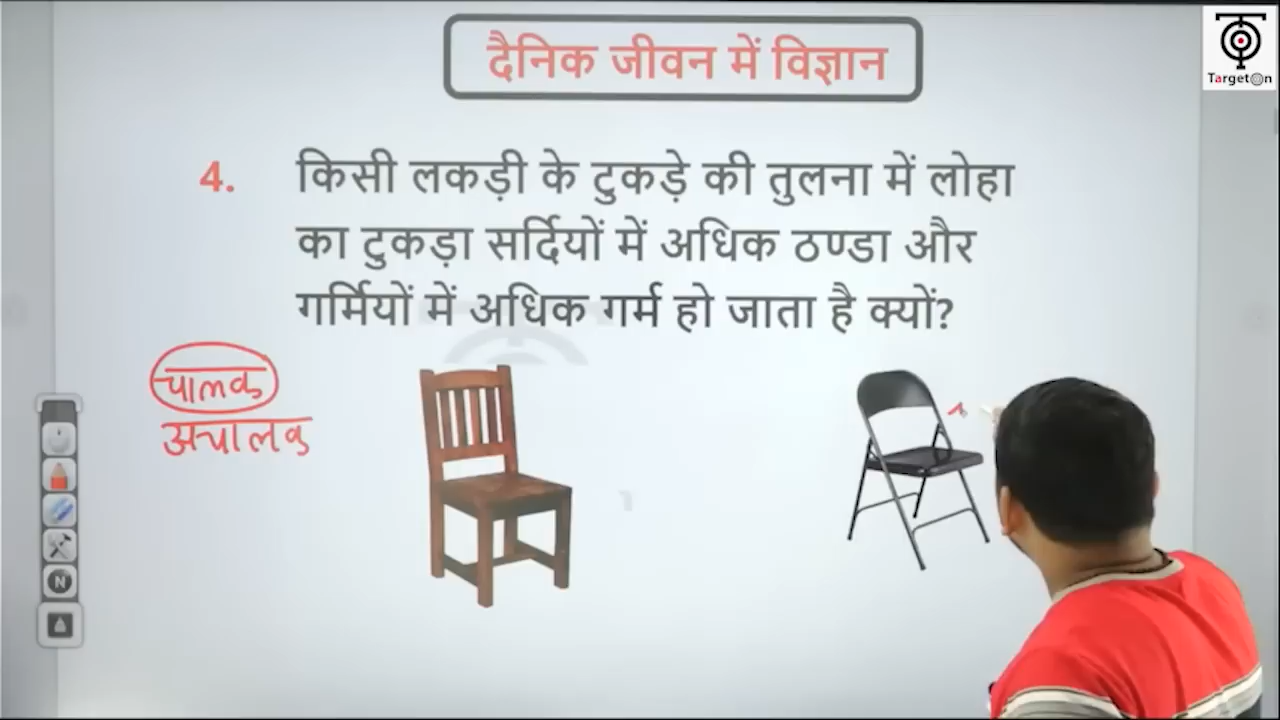 दैनिक जीवन में विज्ञान
TargetOn
4. किसी लकड़ी के टुकड़े की तुलना में लोहा
का टुकड़ा सर्दियों में अधिक ठण्डा और
गर्मियों में अधिक गर्म हो जाता है क्यों?
चालक
अचालक
N